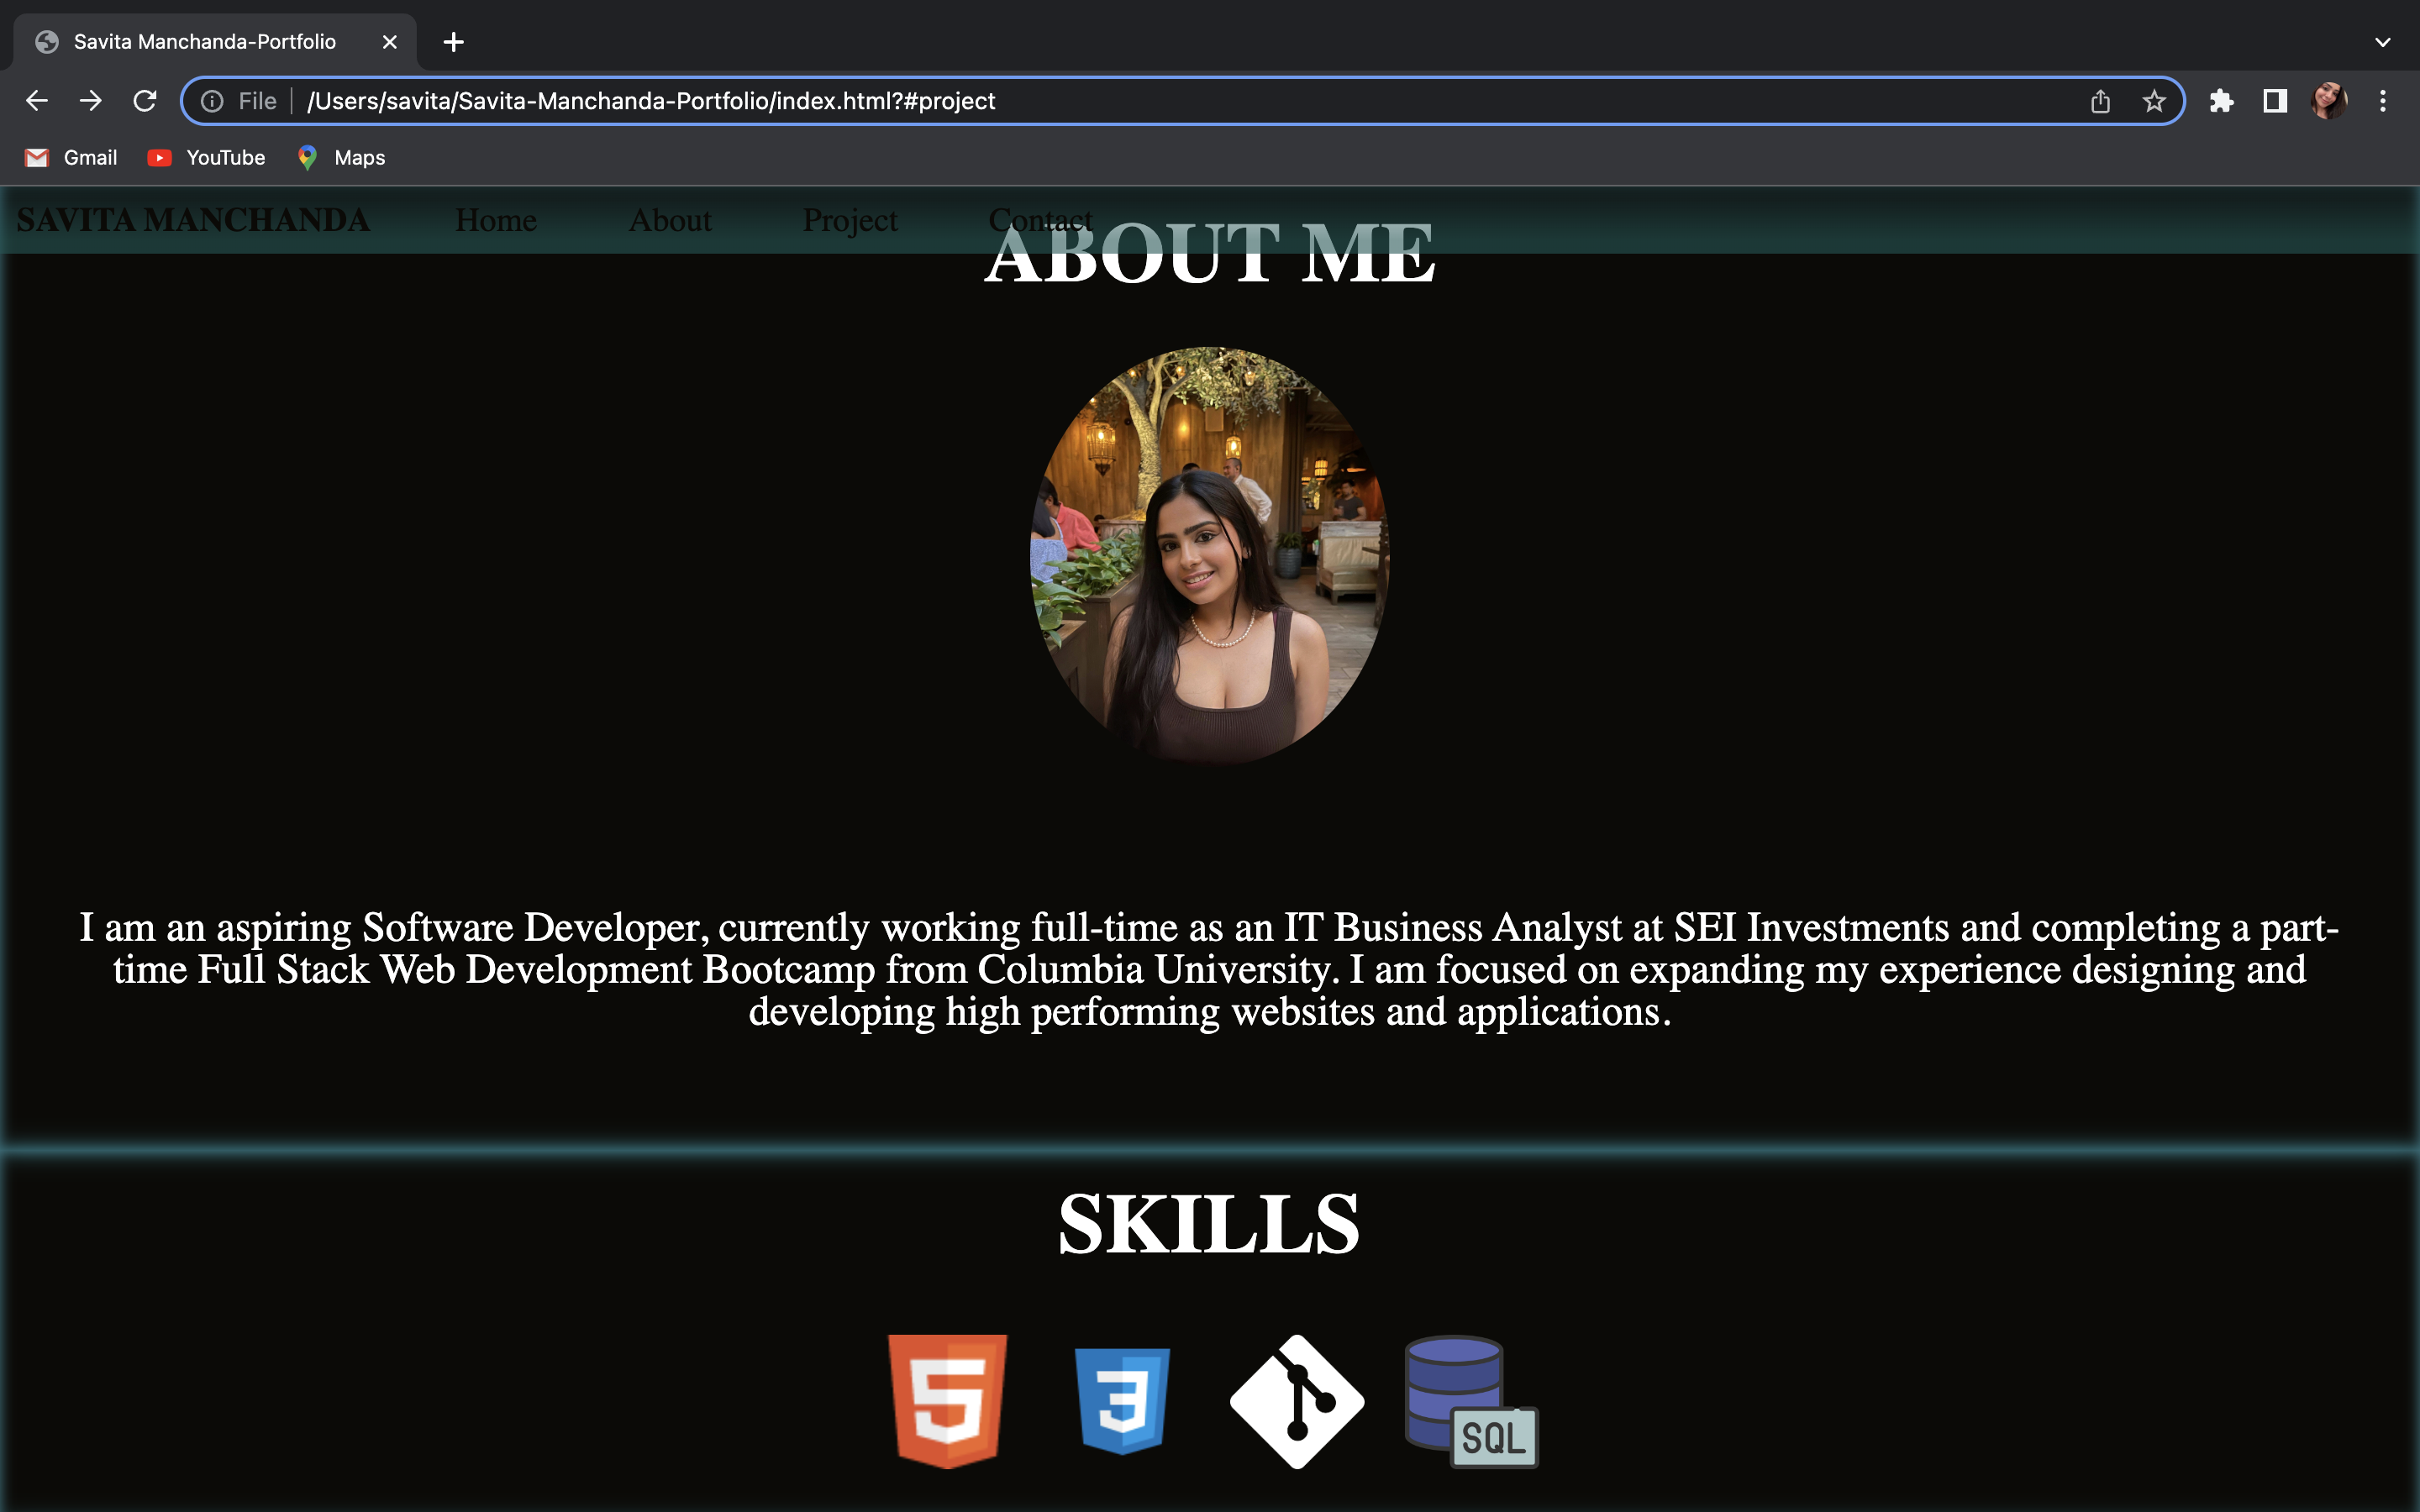 Savita Manchanda-Portfolio
File /Users/savita/Savita-Manchanda-Portfolio/index.html?#project
Gmail YouTube Maps
SAVITA MANCHANDA Home About Project Contact
ABOUT ME
I am an aspiring Software Developer, currently working full-time as an IT Business Analyst at SEI Investments and completing a part-
time Full Stack Web Development Bootcamp from Columbia University. I am focused on expanding my experience designing and
developing high performing websites and applications.
SKILLS
5 3 SQL